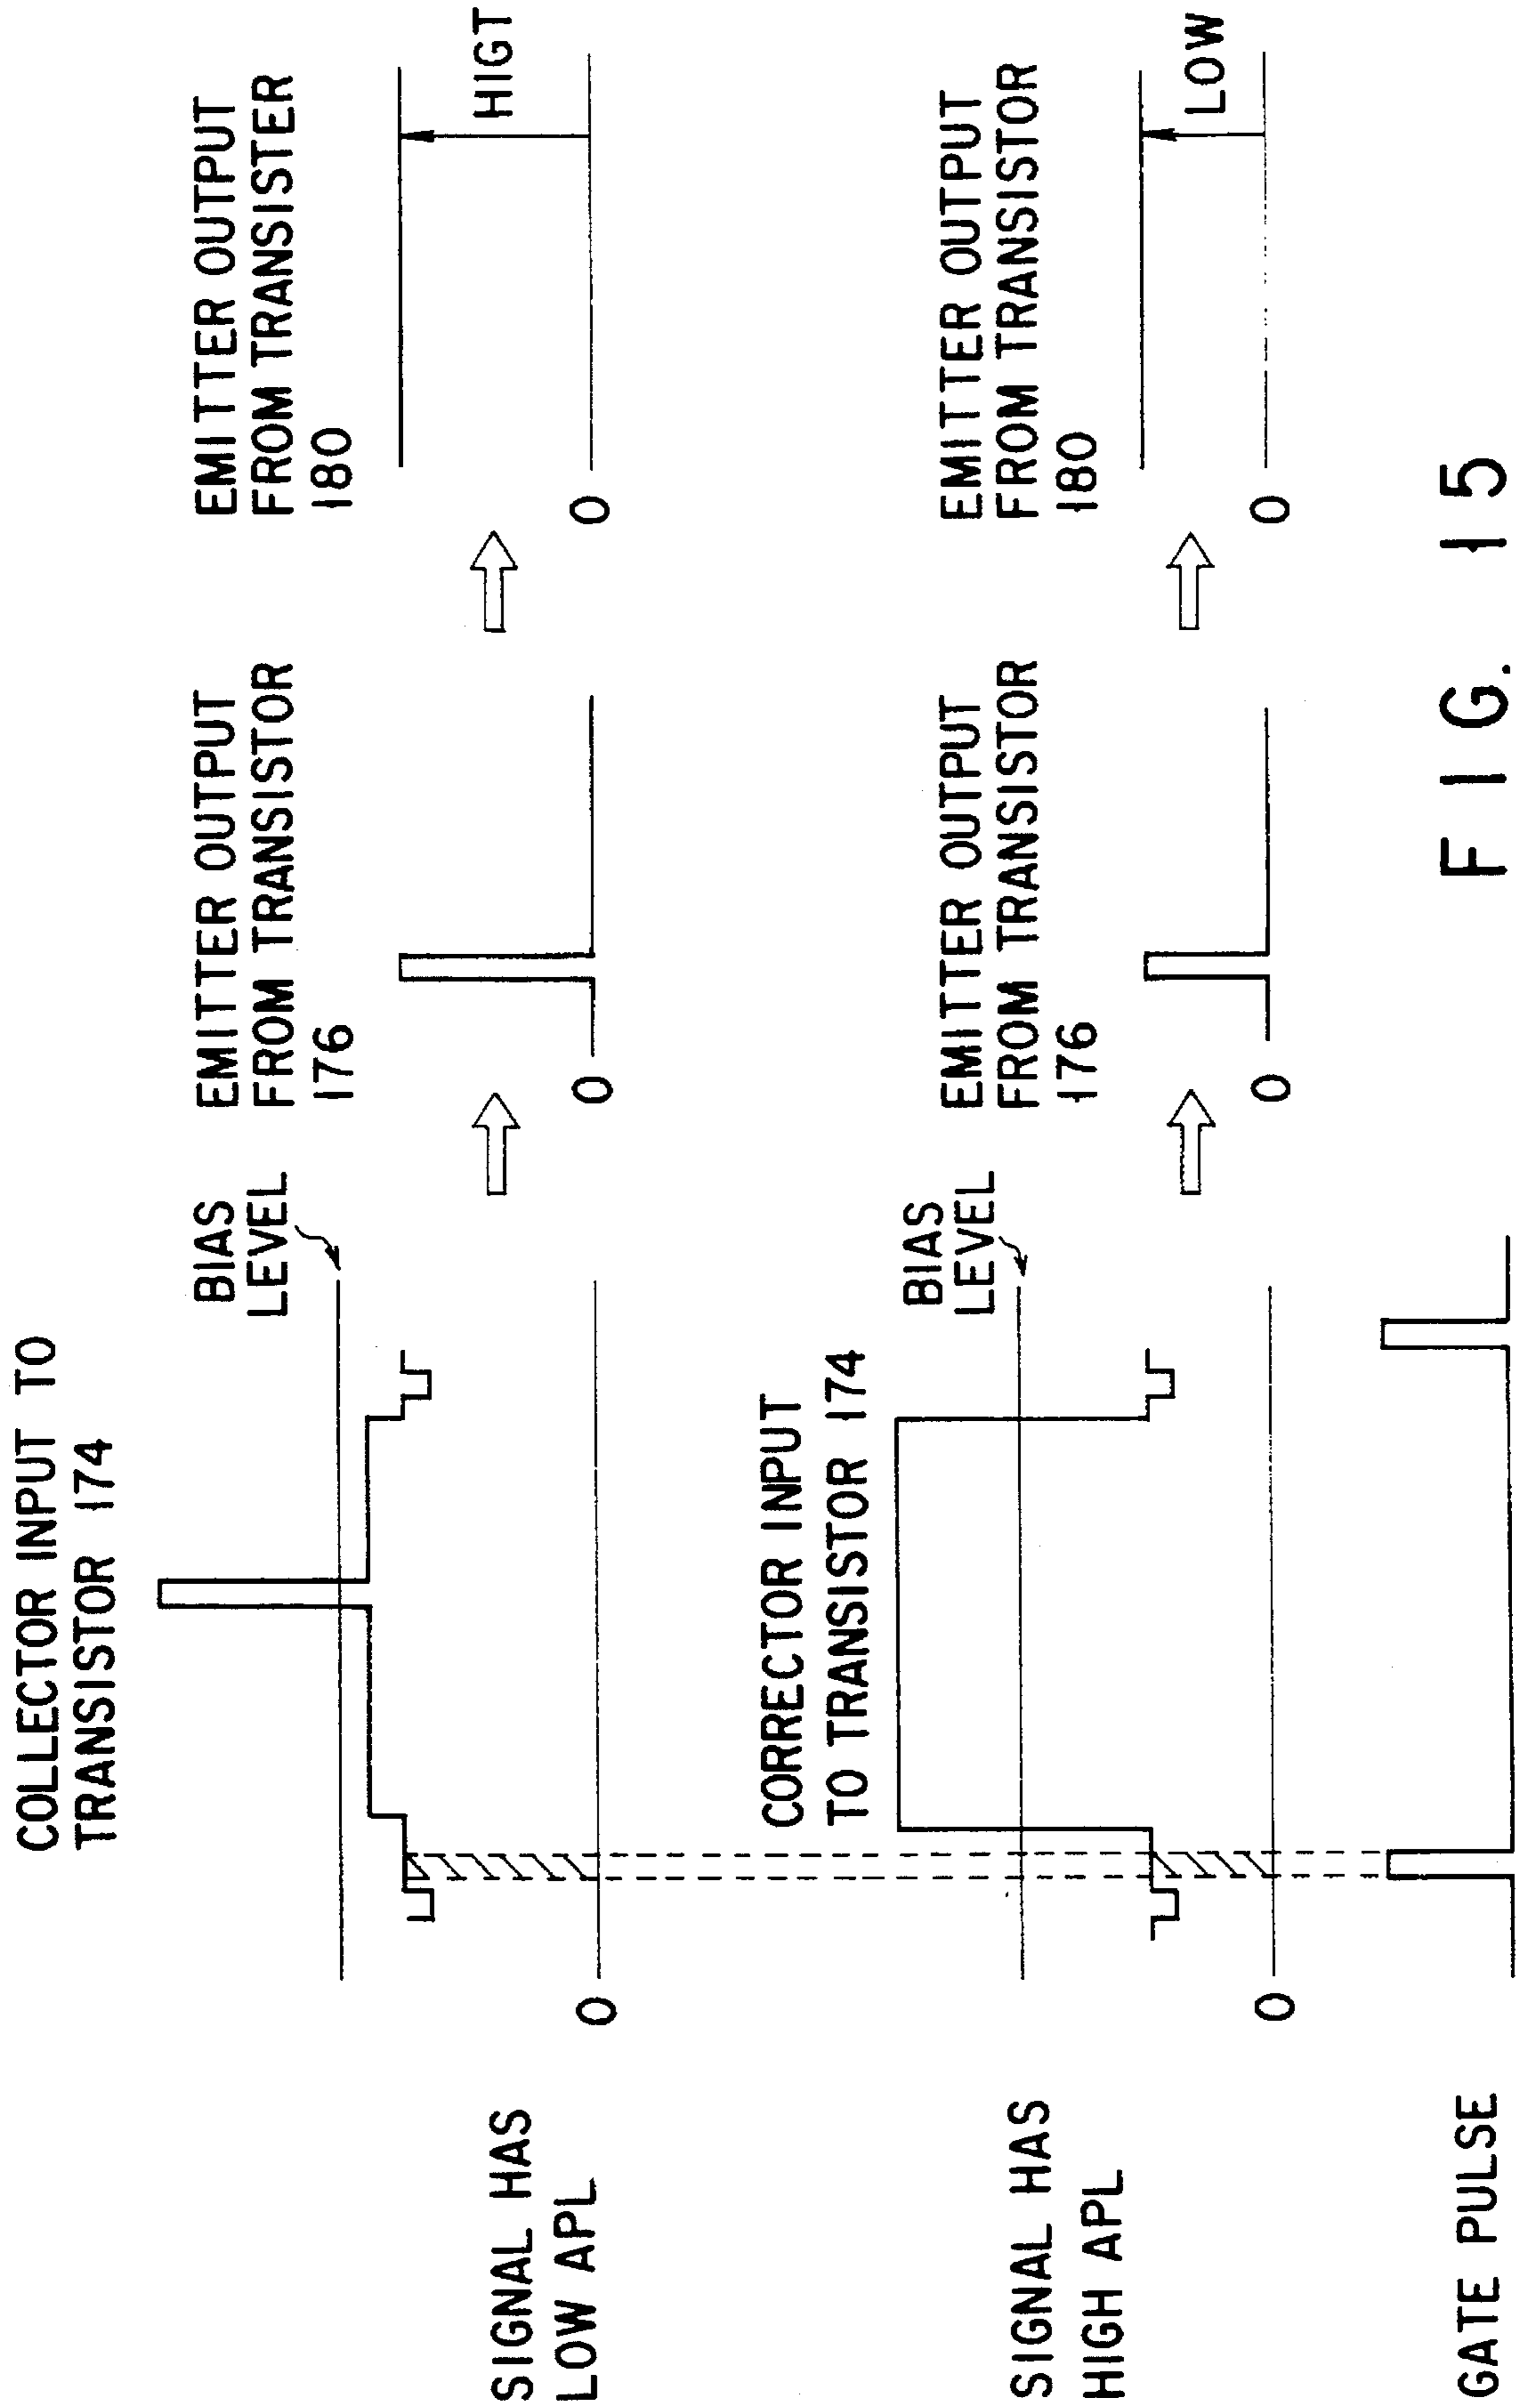 COLLECTOR INPUT TO
TRANSISTOR 174
BIAS
LEVEL
EMITTER OUTPUT
FROM TRANSISTOR
176
EMITTER OUTPUT
FROM TRANSISTER
180
SIGNAL HAS
LOW APL
0
0
0
HIGT
CORRECTOR INPUT
TO TRANSISTOR 174
BIAS
LEVEL
EMITTER OUTPUT
FROM TRANSISTOR
176
EMITTER OUTPUT
FROM TRANSISTOR
180
SIGNAL HAS
HIGH APL
0
0
0
LOW
GATE PULSE
FIG. 15